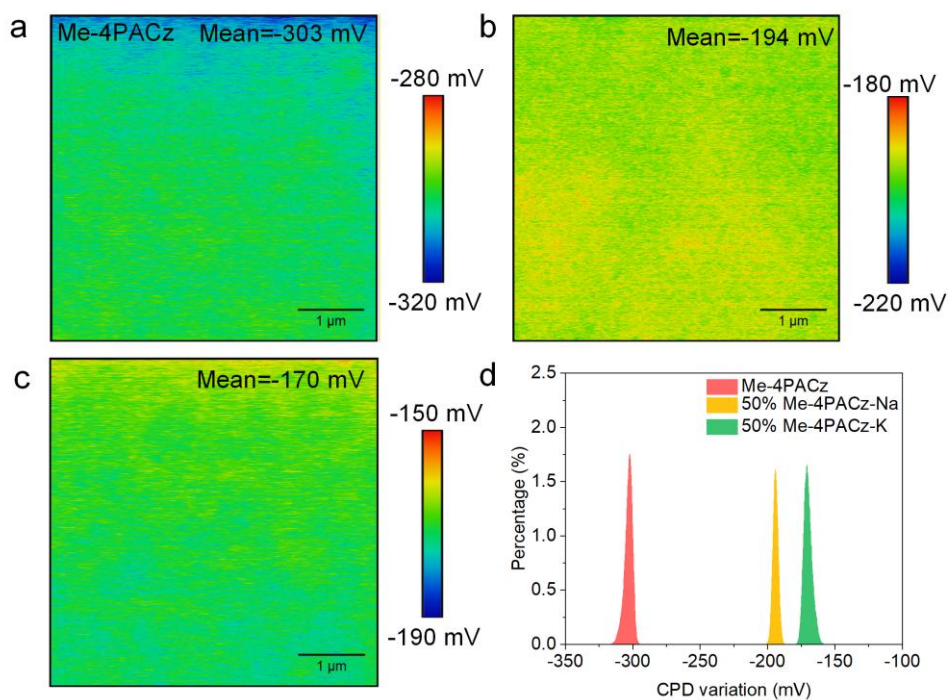 a
Me-4PACz Mean=-303 mV
-280 mV
-320 mV
1 μm
b
Mean=-194 mV
-180 mV
-220 mV
1 μm
c
Mean=-170 mV
-150 mV
-190 mV
1 μm
d
2.5
2.0
1.5
1.0
0.5
0.0
Percentage (%)
Me-4PACz
50% Me-4PACz-Na
50% Me-4PACz-K
-350 -300 -250 -200 -150 -100
CPD variation (mV)